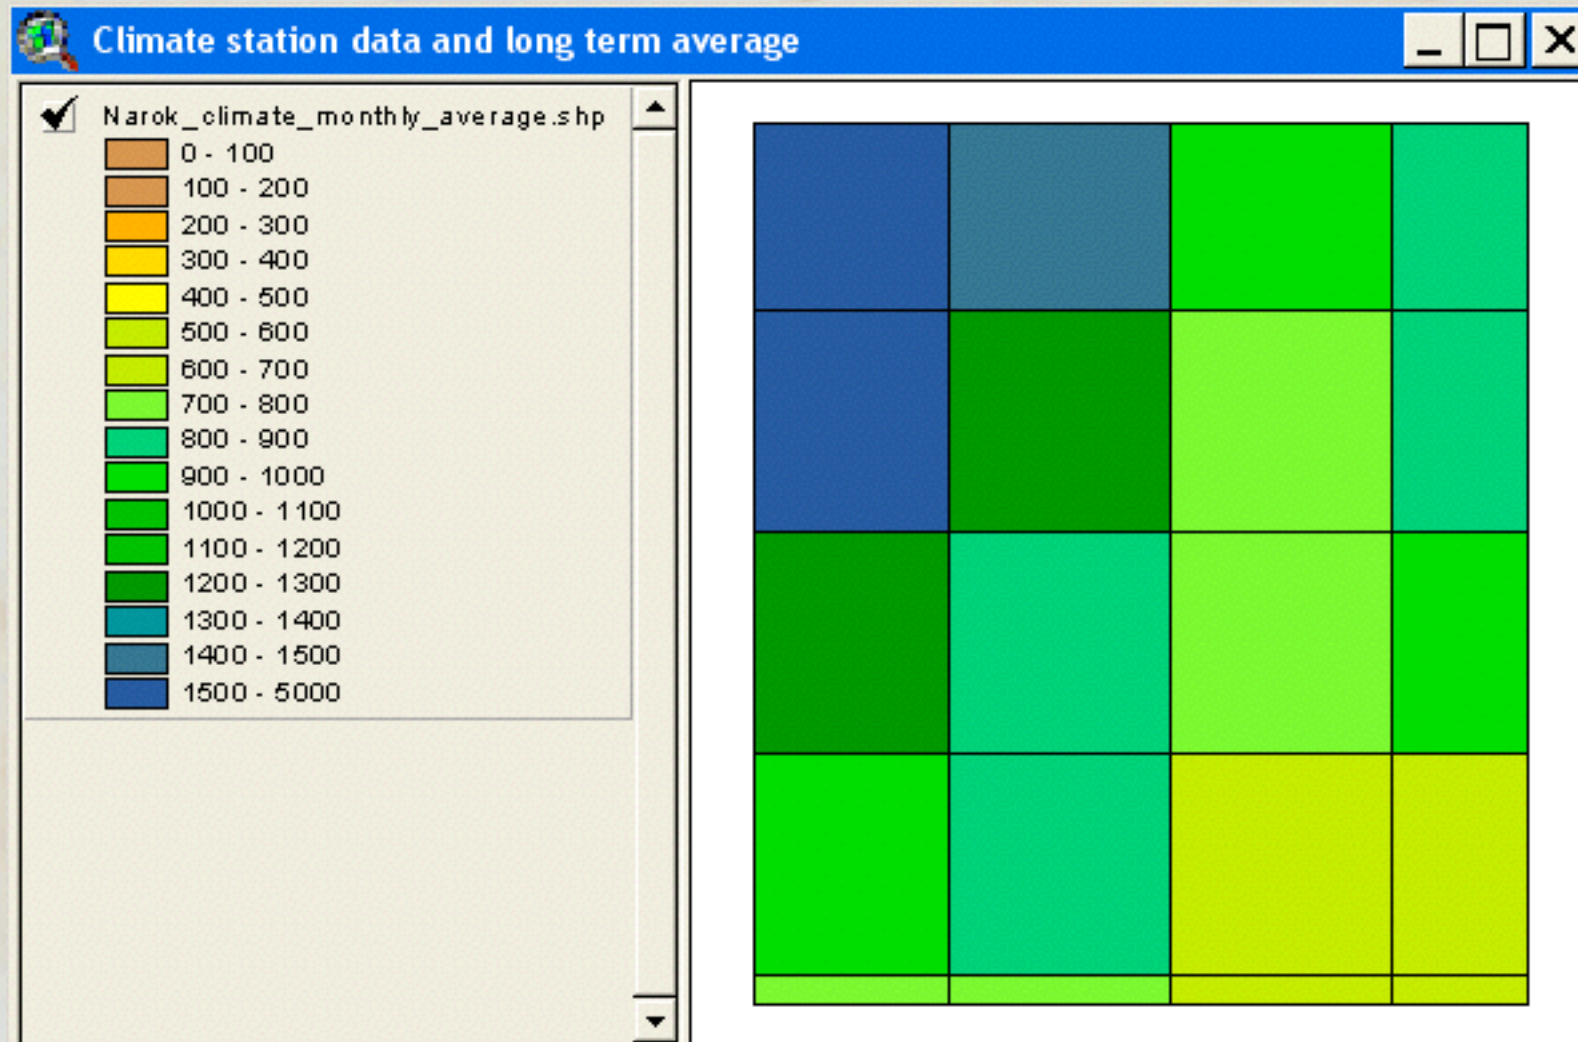 Climate station data and long term average
Narok_climate_monthly_average.shp
0 - 100
100 - 200
200 - 300
300 - 400
400 - 500
500 - 600
600 - 700
700 - 800
800 - 900
900 - 1000
1000 - 1100
1100 - 1200
1200 - 1300
1300 - 1400
1400 - 1500
1500 - 5000